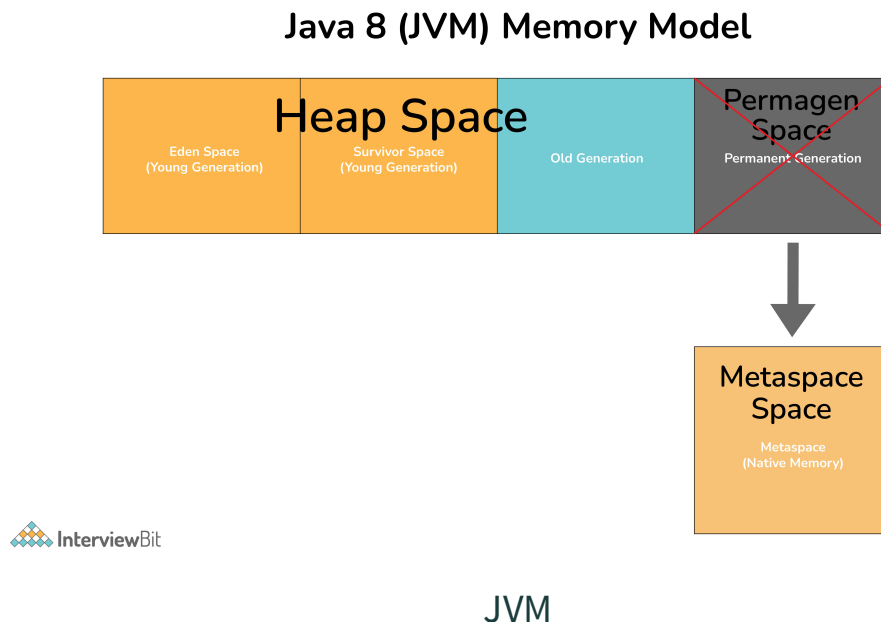 Java 8 (JVM) Memory Model
Heap Space
Eden Space
(Young Generation)
Survivor Space
(Young Generation)
Old Generation
Permagen
Space
Permanent Generation
Metaspace
Space
Metaspace
(Native Memory)
InterviewBit
JVM